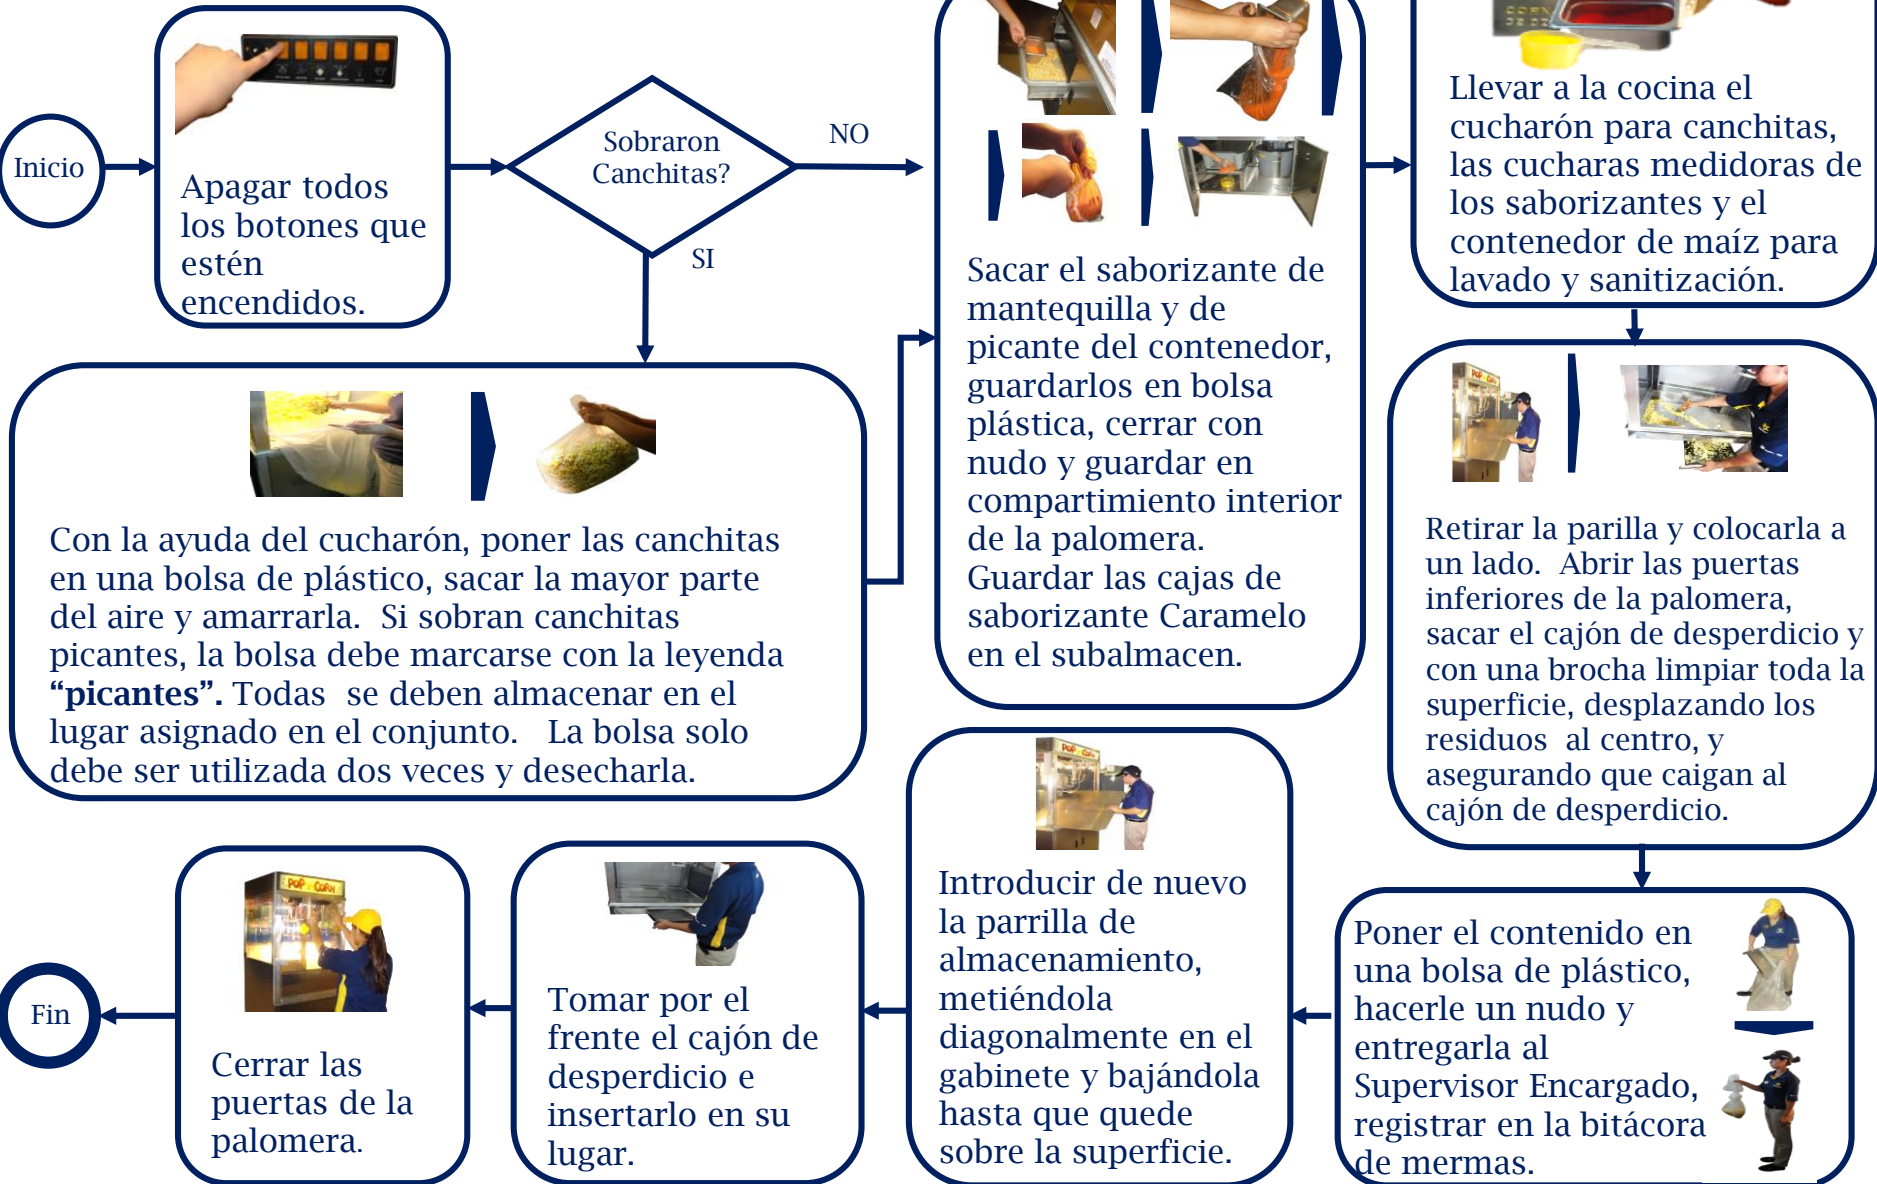 Inicio
Apagar todos
los botones que
estén
encendidos.
Sobraron
Canchitas?
NO
SI
Con la ayuda del cucharón, poner las canchitas
en una bolsa de plástico, sacar la mayor parte
del aire y amarrarla. Si sobran canchitas
picantes, la bolsa debe marcarse con la leyenda
“picantes”. Todas se deben almacenar en el
lugar asignado en el conjunto. La bolsa solo
debe ser utilizada dos veces y desecharla.
Sacar el saborizante de
mantequilla y de
picante del contenedor,
guardarlos en bolsa
plástica, cerrar con
nudo y guardar en
compartimiento interior
de la palomera.
Guardar las cajas de
saborizante Caramelo
en el subalmacen.
CORN
Llevar a la cocina el
cucharón para canchitas,
las cucharas medidoras de
los saborizantes y el
contenedor de maíz para
lavado y sanitización.
POP CORN
Retirar la parilla y colocarla a
un lado. Abrir las puertas
inferiores de la palomera,
sacar el cajón de desperdicio y
con una brocha limpiar toda la
superficie, desplazando los
residuos al centro, y
asegurando que caigan al
cajón de desperdicio.
Poner el contenido en
una bolsa de plástico,
hacerle un nudo y
entregarla al
Supervisor Encargado,
registrar en la bitácora
de mermas.
POP CORN
Introducir de nuevo
la parrilla de
almacenamiento,
metiéndola
diagonalmente en el
gabinete y bajándola
hasta que quede
sobre la superficie.
Tomar por el
frente el cajón de
desperdicio e
insertarlo en su
lugar.
POP CORN
Cerrar las
puertas de la
palomera.
Fin